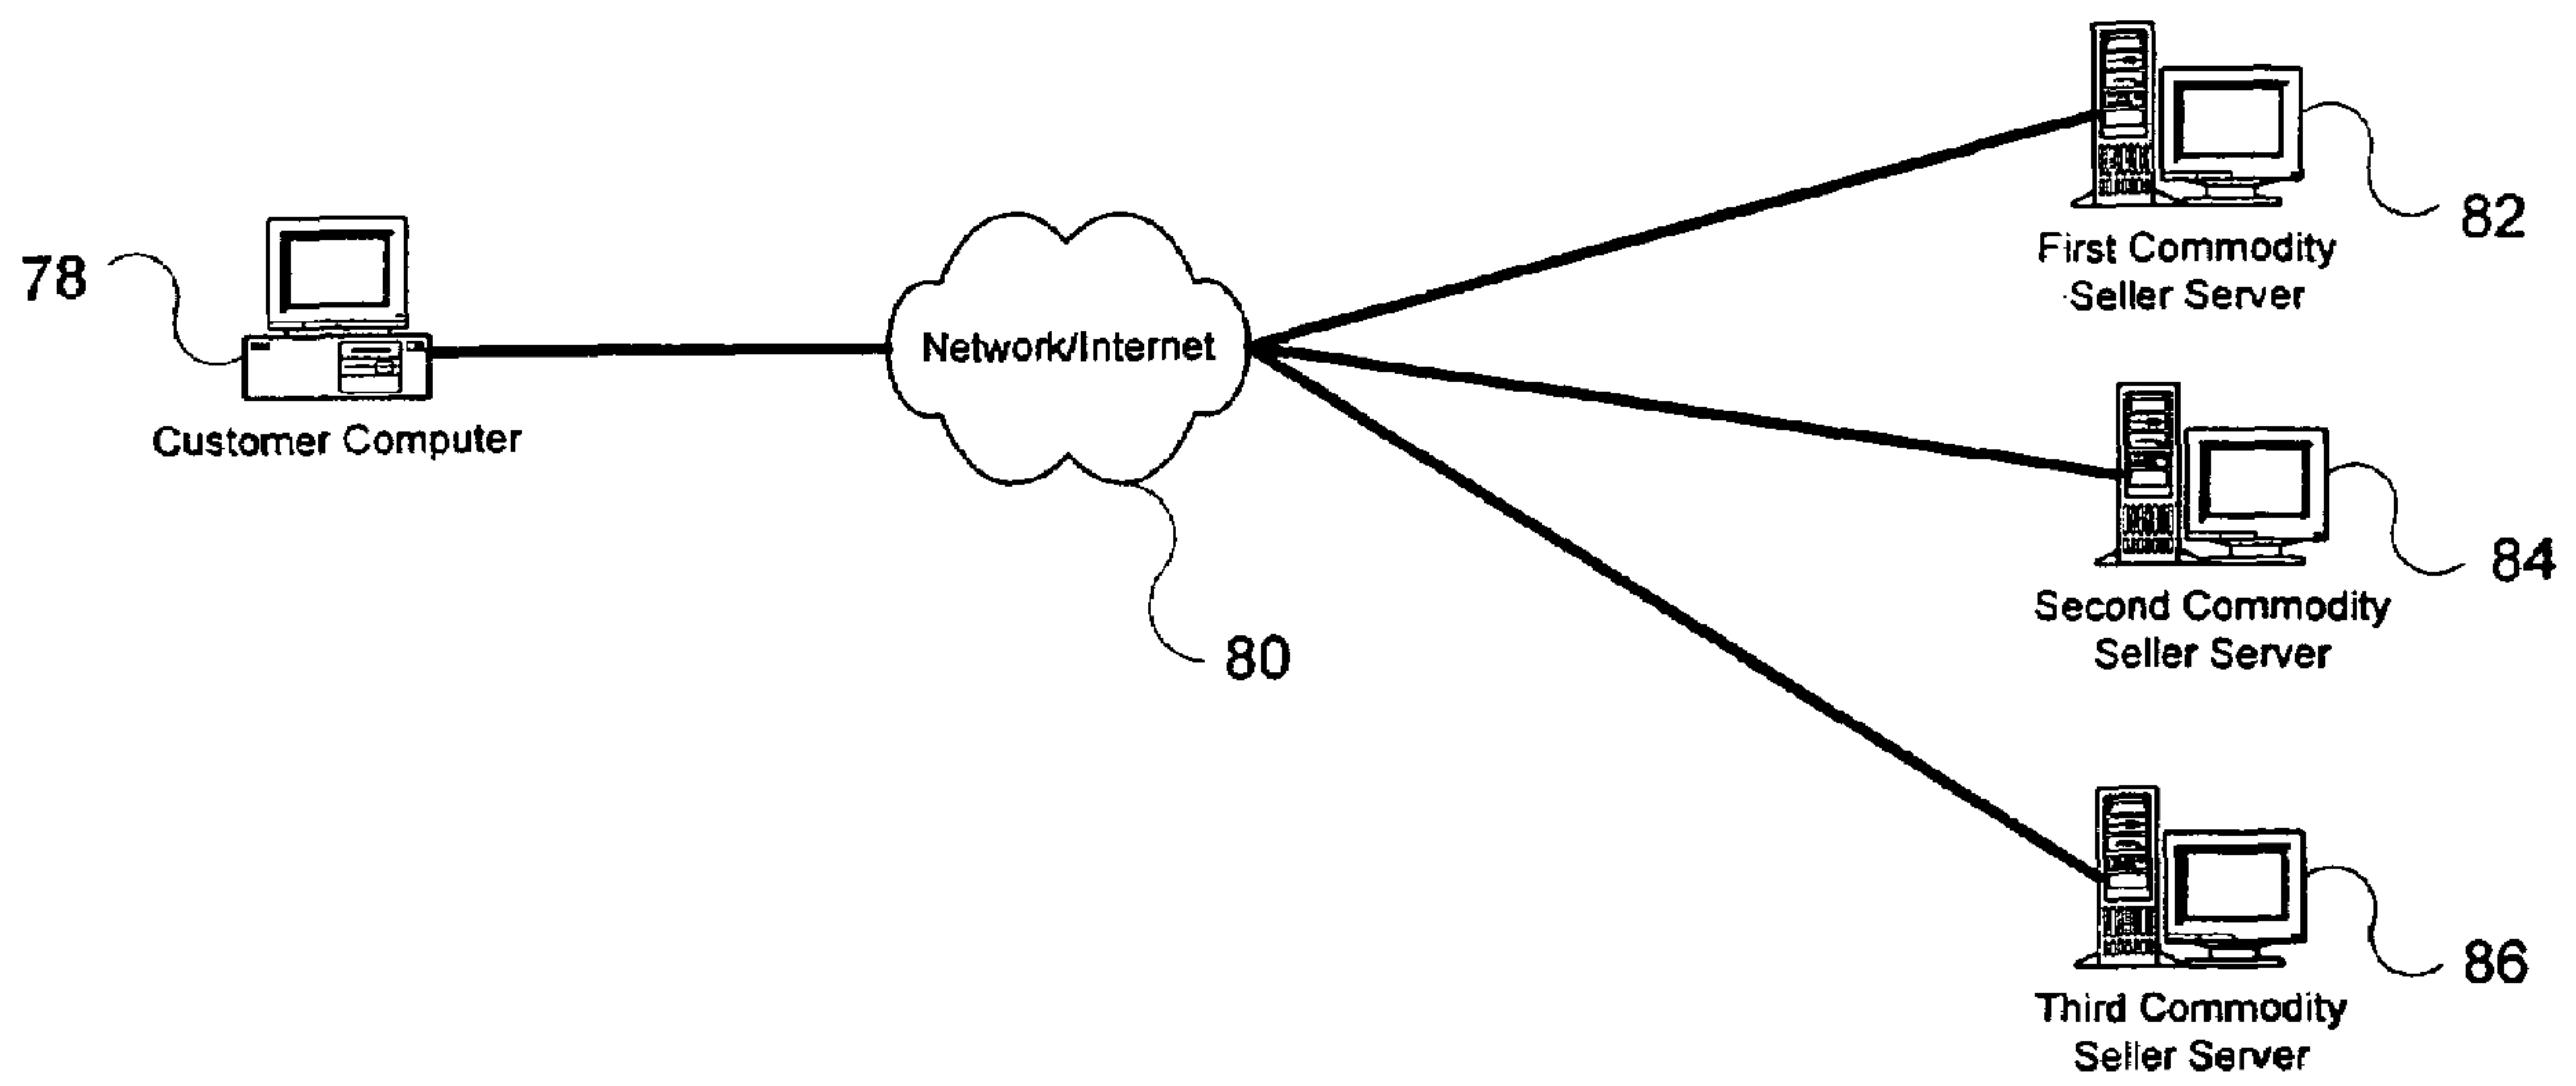 78
Customer Computer
Network/Internet
80
82
First Commodity
Seller Server
84
Second Commodity
Seller Server
86
Third Commodity
Seller Server